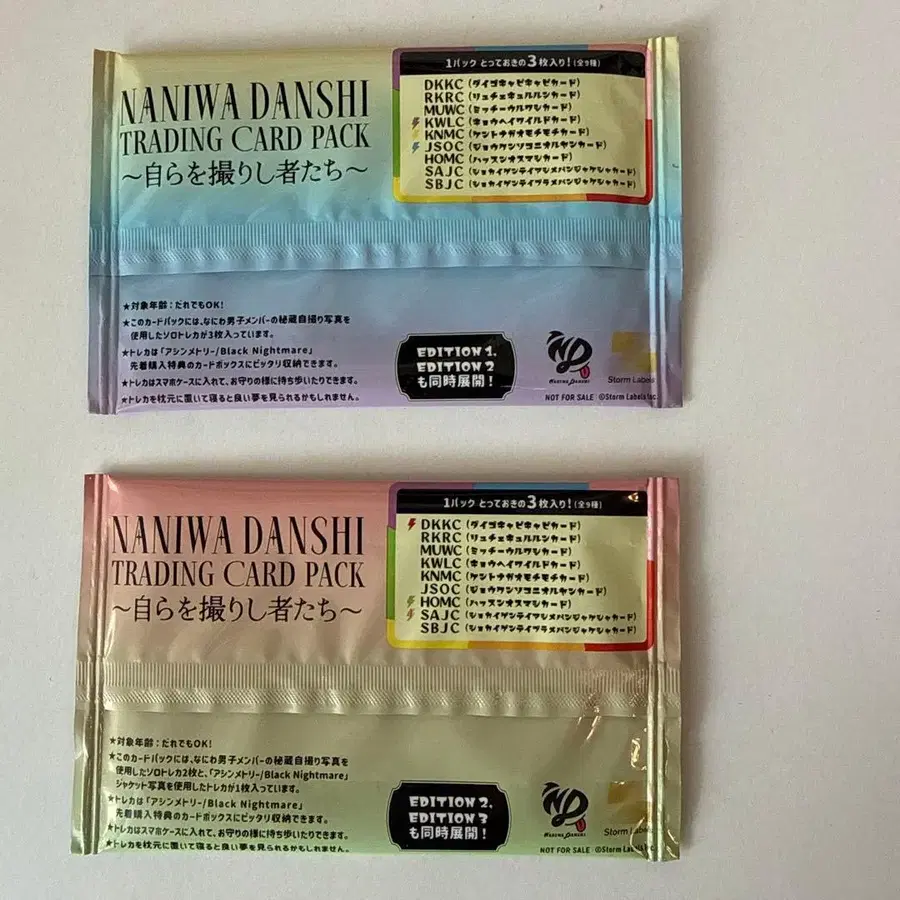 NANIWA DANSHI
TRADING CARD PACK
～自らを撮りし者たち～
1パック とっておきの3枚入り!(全9種)
DKKC(ダイゴキャピキャピカード)
RKRC(リュチェキュルルンカード)
MUWC(ミッチーウルワシカード)
KWLC(キョウヘイワイルドカード)
KNMC(ケントナガオモチモチカード)
JSOC(ジョウケンソコニオルヤンカード)
HOMC(ハッスンオスマシカード)
SAJC(ショカイゲンテイアシメバンジャケシャカード)
SBJC(ショカイゲンテイブラメバンジャケシャカード)
★対象年齢：だれでもOK!
★このカードパックには、なにわ男子メンバーの秘蔵自撮り写真を
使用したソロトレカが3枚入っています。
★トレカは「アシンメトリー/Black Nightmare」
先着購入特典のカードボックスにピッタリ収納できます。
★トレカはスマホケースに入れて、お守りの様に持ち歩いたりできます。
★トレカを枕元に置いて寝ると良い夢を見られるかもしれません。
EDITION 1,
EDITION 2
も同時展開!
ND
NANIWA DANSHI
Storm Labels
NOT FOR SALE ©Storm Labels Inc.
NANIWA DANSHI
TRADING CARD PACK
～自らを撮りし者たち～
1パック とっておきの3枚入り!(全9種)
DKKC(ダイゴキャピキャピカード)
RKRC(リュチェキュルルンカード)
MUWC(ミッチーウルワシカード)
KWLC(キョウヘイワイルドカード)
KNMC(ケントナガオモチモチカード)
JSOC(ジョウケンソコニオルヤンカード)
HOMC(ハッスンオスマシカード)
SAJC(ショカイゲンテイアシメバンジャケシャカード)
SBJC(ショカイゲンテイブラメバンジャケシャカード)
★対象年齢：だれでもOK!
★このカードパックには、なにわ男子メンバーの秘蔵自撮り写真を
使用したソロトレカ2枚と、「アシンメトリー/Black Nightmare」
ジャケット写真を使用したトレカが1枚入っています。
★トレカは「アシンメトリー/Black Nightmare」
先着購入特典のカードボックスにピッタリ収納できます。
★トレカはスマホケースに入れて、お守りの様に持ち歩いたりできます。
★トレカを枕元に置いて寝ると良い夢を見られるかもしれません。
EDITION 2,
EDITION 3
も同時展開!
ND
NANIWA DANSHI
Storm Labels
NOT FOR SALE ©Storm Labels Inc.